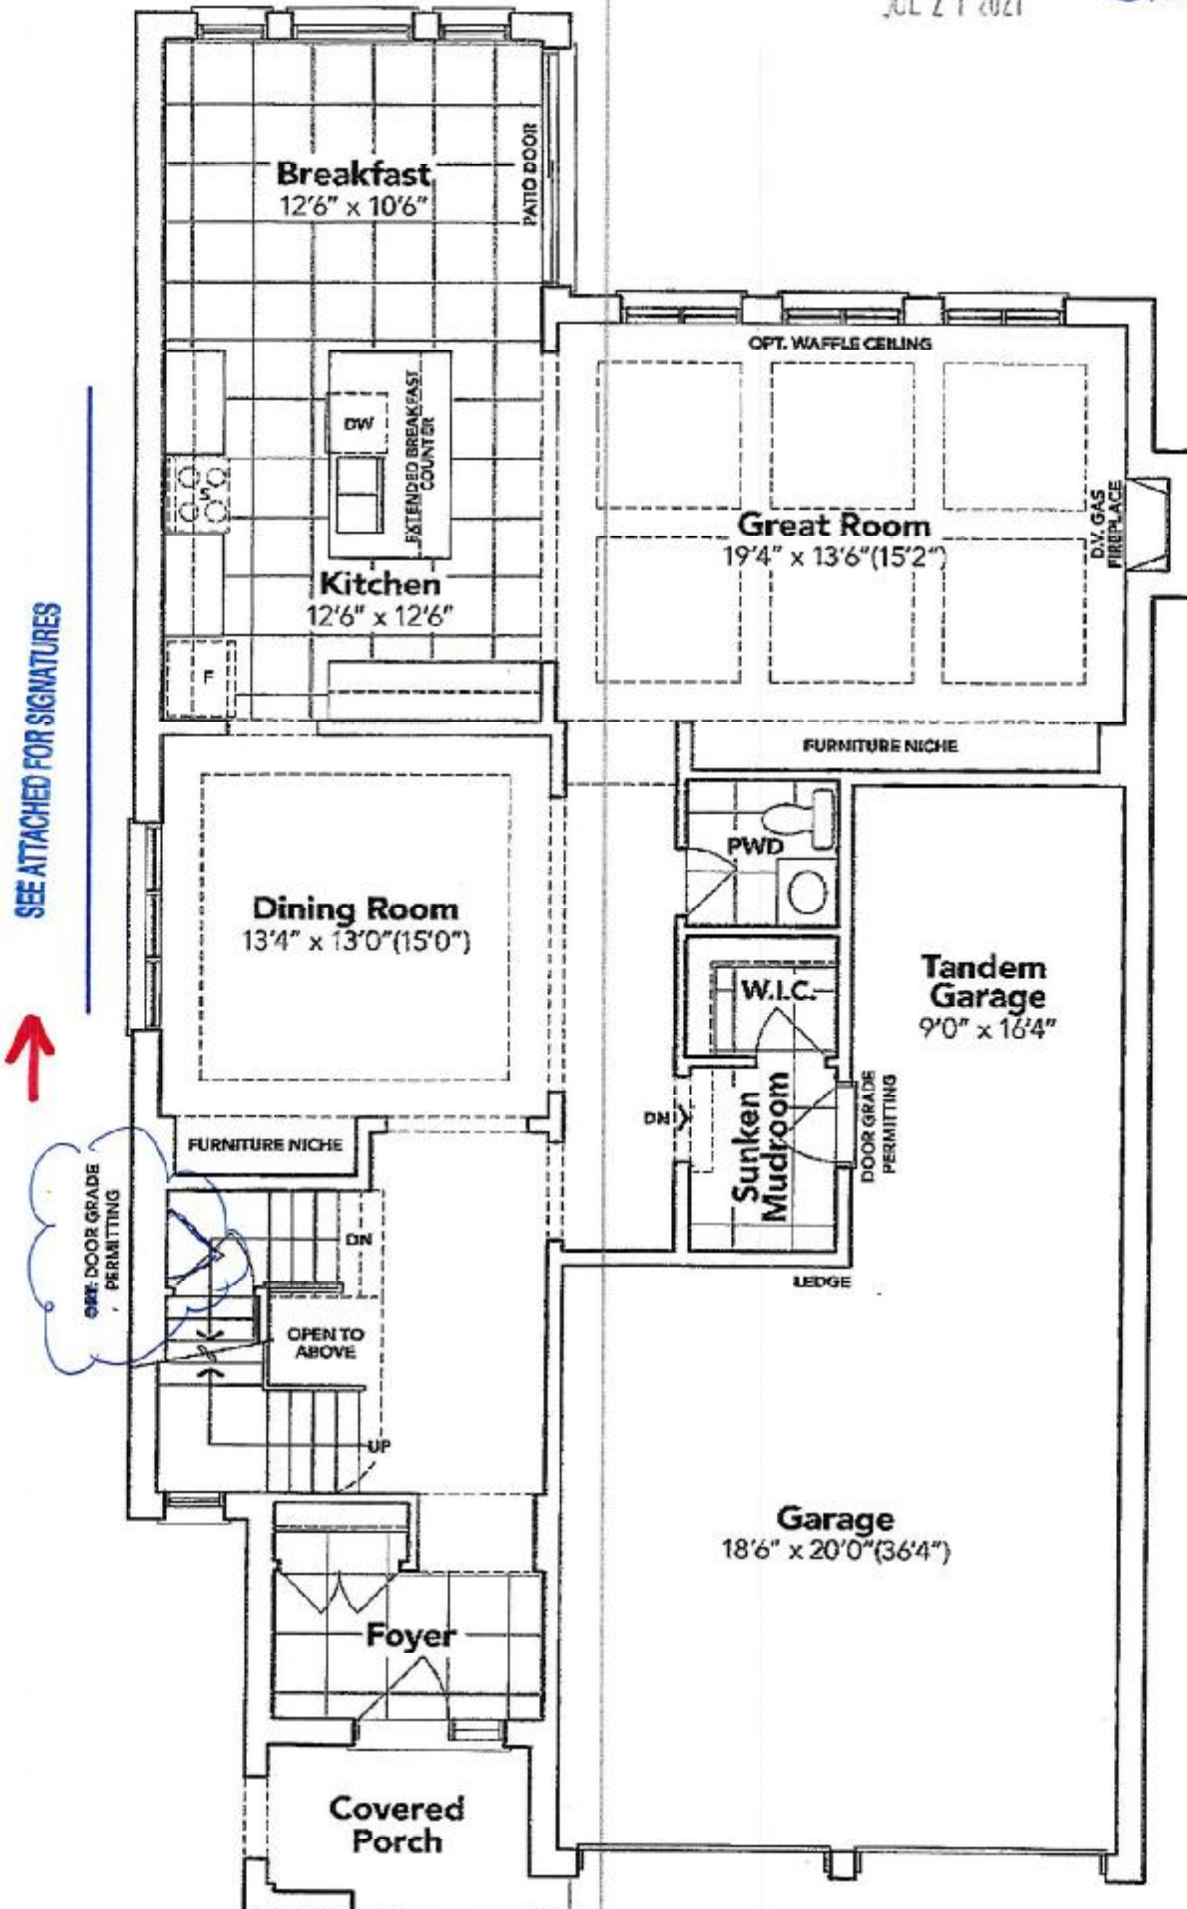 JUL 2 1 2021
Breakfast
12'6" x 10'6"
PATIO DOOR
OPT. WAFFLE CEILING
DW
EXTENDED BREAKFAST
COUNTER
S
Great Room
19'4" x 13'6"(15'2")
D.V. GAS
FIREPLACE
Kitchen
12'6" x 12'6"
F
SEE ATTACHED FOR SIGNATURES
FURNITURE NICHE
PWD
Dining Room
13'4" x 13'0"(15'0")
W.I.C.
Tandem
Garage
9'0" x 16'4"
DN
Sunken
Mudroom
DOOR GRADE
PERMITTING
FURNITURE NICHE
DOOR GRADE
PERMITTING
DN
LEDGE
OPEN TO
ABOVE
UP
Garage
18'6" x 20'0"(36'4")
Foyer
Covered
Porch